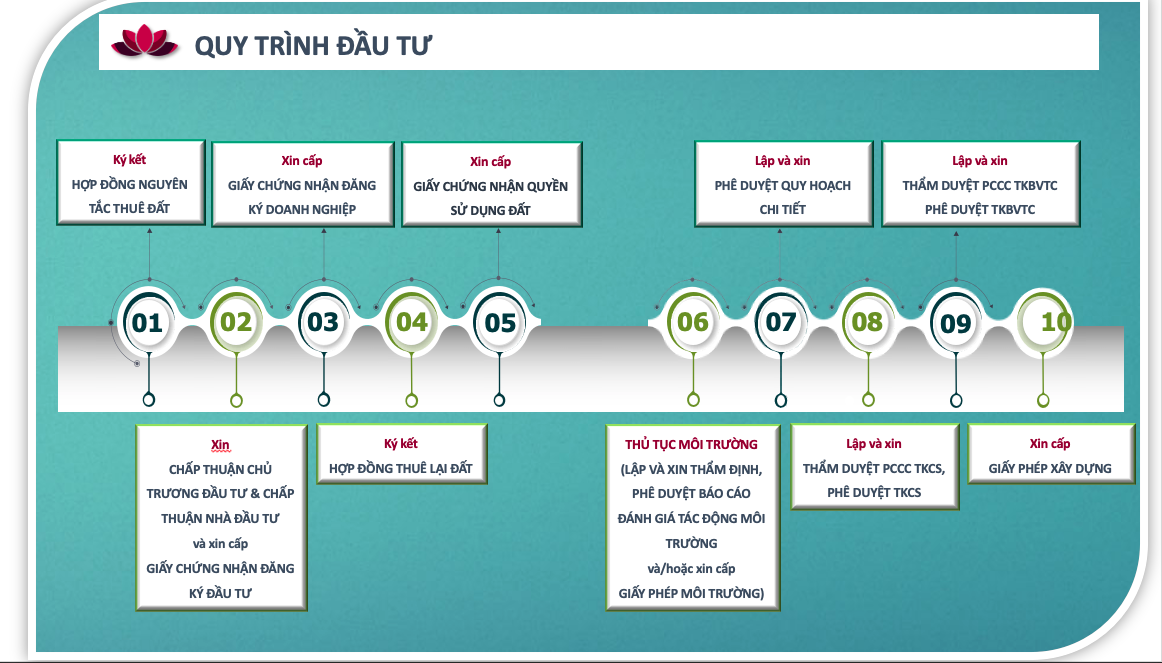 QUY TRÌNH ĐẦU TƯ
Ký kết
HỢP ĐỒNG NGUYÊN
TẮC THUÊ ĐẤT
Xin cấp
GIẤY CHỨNG NHẬN ĐĂNG
KÝ DOANH NGHIỆP
Xin cấp
GIẤY CHỨNG NHẬN QUYỀN
SỬ DỤNG ĐẤT
Lập và xin
PHÊ DUYỆT QUY HOẠCH
CHI TIẾT
Lập và xin
THẨM DUYỆT PCCC TKBVTC
PHÊ DUYỆT TKBVTC
01
02
03
04
05
06
07
08
09
10
Xin
CHẤP THUẬN CHỦ
TRƯƠNG ĐẦU TƯ & CHẤP
THUẬN NHÀ ĐẦU TƯ
và xin cấp
GIẤY CHỨNG NHẬN ĐĂNG
KÝ ĐẦU TƯ
Ký kết
HỢP ĐỒNG THUÊ LẠI ĐẤT
THỦ TỤC MÔI TRƯỜNG
(LẬP VÀ XIN THẨM ĐỊNH,
PHÊ DUYỆT BÁO CÁO
ĐÁNH GIÁ TÁC ĐỘNG MÔI
TRƯỜNG
và/hoặc xin cấp
GIẤY PHÉP MÔI TRƯỜNG)
Lập và xin
THẨM DUYỆT PCCC TKCS,
PHÊ DUYỆT TKCS
Xin cấp
GIẤY PHÉP XÂY DỰNG